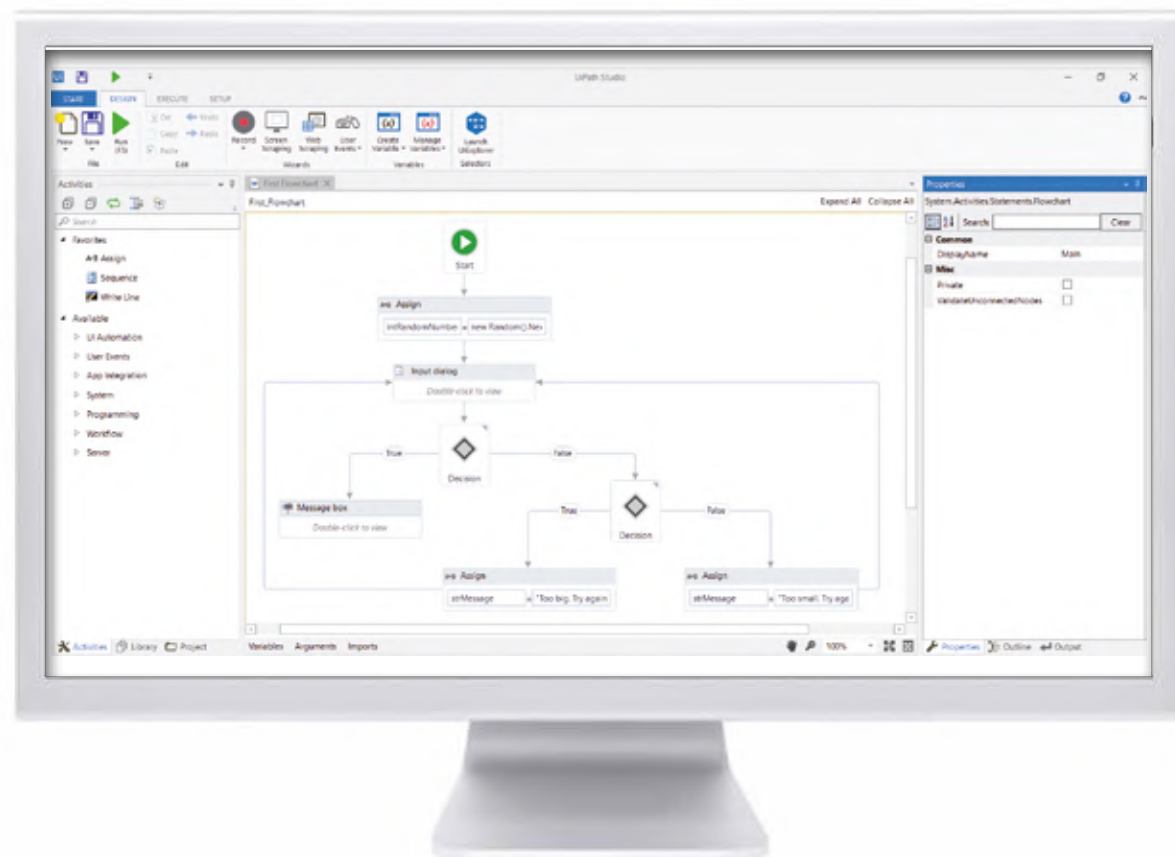 UiPath Studio
START DESIGN EXECUTE SETUP
New Save Run (F5) Cut Copy Paste Undo Redo Record Screen Scraping Web Scraping User Events Create Variable Manage Variables Launch UiExplorer
File Edit Wizards Variables Selectors
Activities
Search
Favorites
A+B Assign
Sequence
Write Line
Available
UI Automation
User Events
App Integration
System
Programming
Workflow
Server
Activities Library Project
First Flowchart
First_Flowchart Expand All Collapse All
Start
Assign
intRandomNumber = new Random().Nex
Input dialog
Double-click to view
True Decision False
Message box
Double-click to view
True Decision False
Assign
strMessage = "Too big. Try again
Assign
strMessage = "Too small. Try aga
Variables Arguments Imports 100%
Properties
System.Activities.Statements.Flowchart
Search: Clear
Common
DisplayName Main
Misc
Private
ValidateUnconnectedNodes
Properties Outline Output